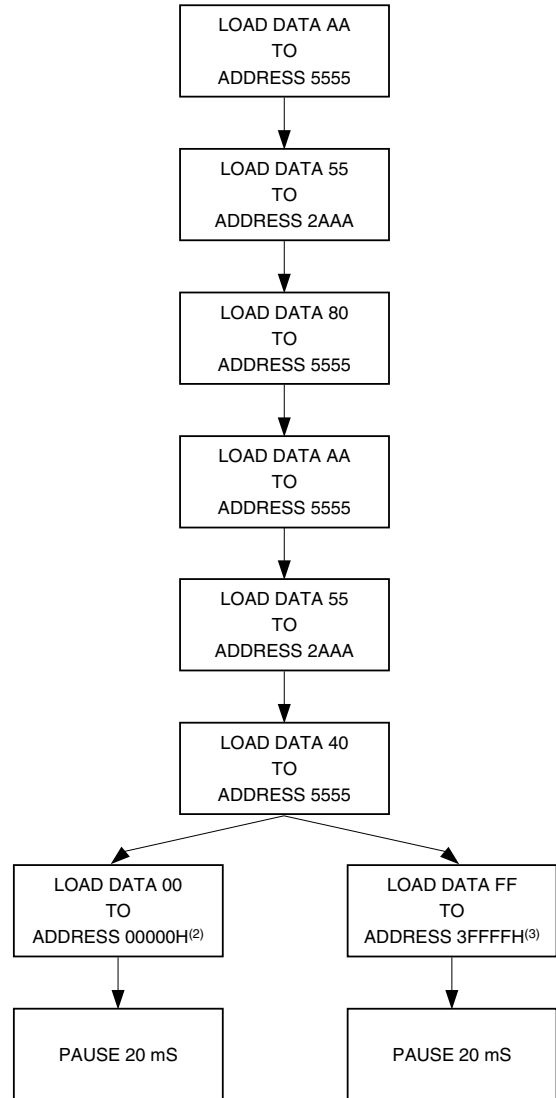 LOAD DATA AA
TO
ADDRESS 5555
LOAD DATA 55
TO
ADDRESS 2AAA
LOAD DATA 80
TO
ADDRESS 5555
LOAD DATA AA
TO
ADDRESS 5555
LOAD DATA 55
TO
ADDRESS 2AAA
LOAD DATA 40
TO
ADDRESS 5555
LOAD DATA 00
TO
ADDRESS 00000H(2)
LOAD DATA FF
TO
ADDRESS 3FFFFH(3)
PAUSE 20 mS
PAUSE 20 mS